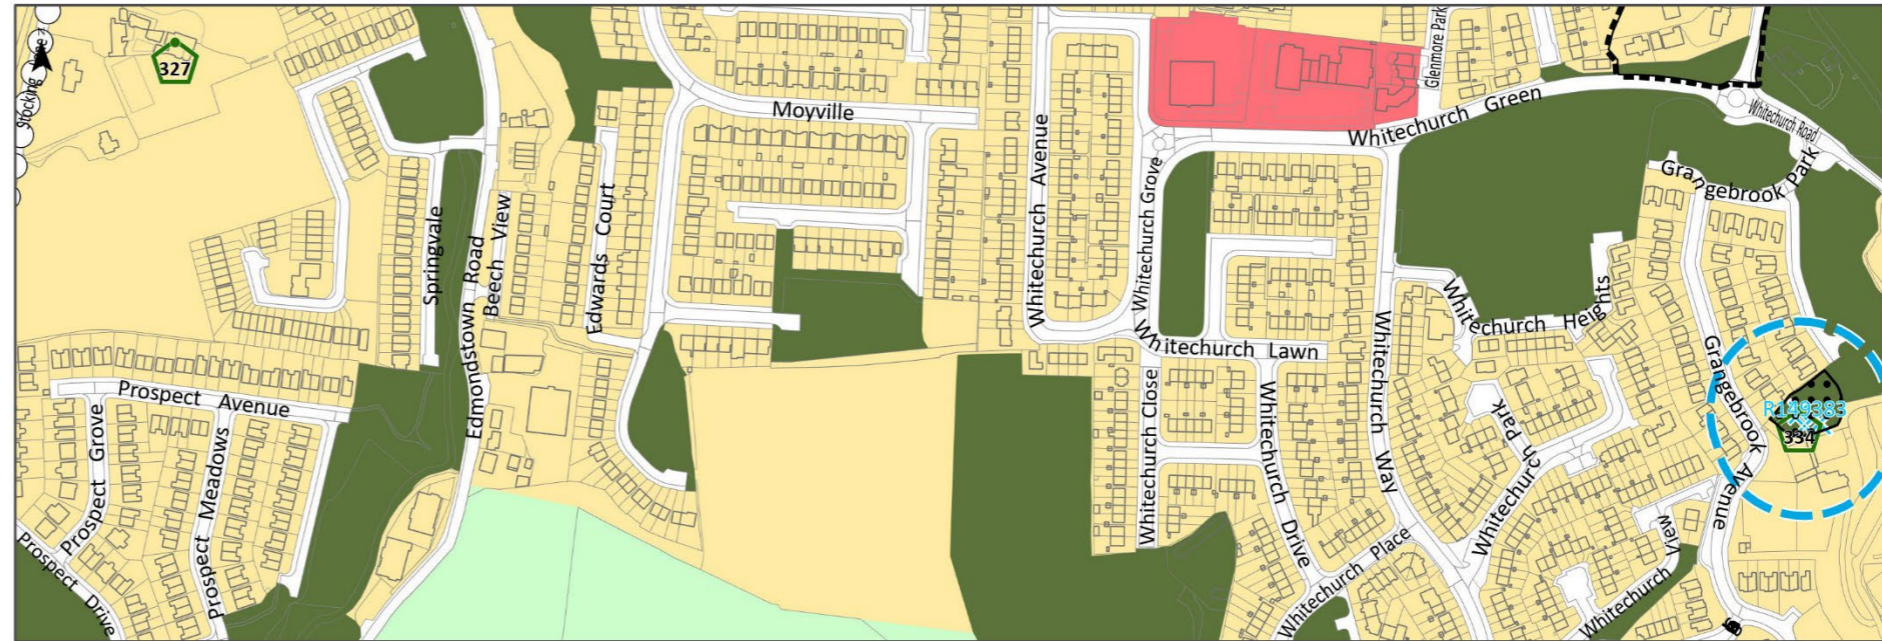 327
Stocking Lane
Moyville
Glenmore Park
Whitechurch Green
Whitechurch Road
Whitechurch Avenue
Whitechurch Grove
Grangebrook Park
Springvale
Edmondstown Road
Beech View
Edwards Court
Whitechurch Lawn
Whitechurch Way
Whitechurch Heights
Prospect Avenue
Prospect Grove
Prospect Meadows
Prospect Drive
Whitechurch Close
Whitechurch Drive
Whitechurch Park
Whitechurch Place
Whitechurch View
Grangebrook Avenue
R149383
334